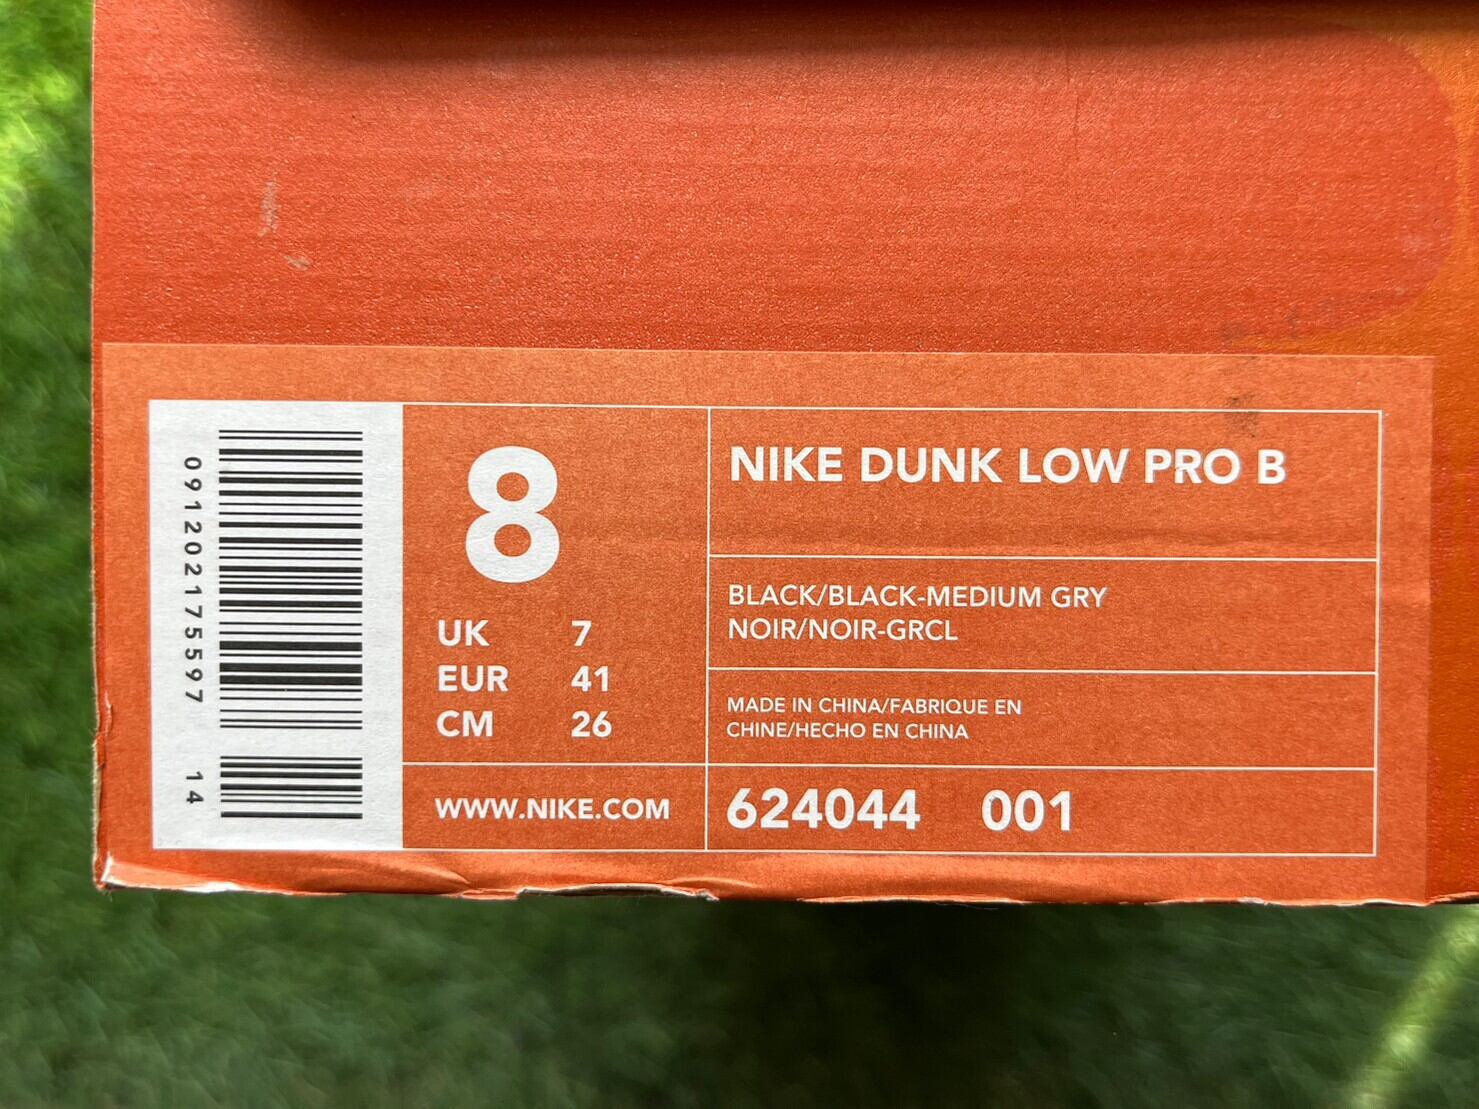 091202175597 14
8
UK 7
EUR 41
CM 26
WWW.NIKE.COM
NIKE DUNK LOW PRO B
BLACK/BLACK-MEDIUM GRY
NOIR/NOIR-GRCL
MADE IN CHINA/FABRIQUE EN
CHINE/HECHO EN CHINA
624044 001